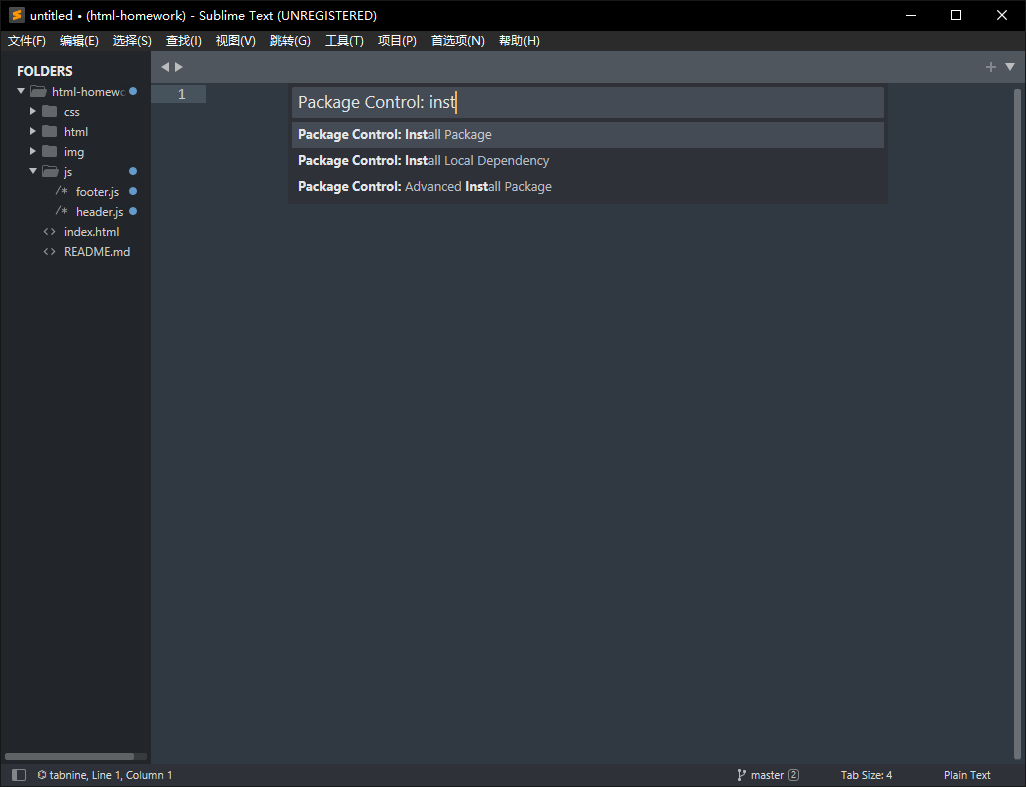 untitled • (html-homework) - Sublime Text (UNREGISTERED)
文件(F) 编辑(E) 选择(S) 查找(I) 视图(V) 跳转(G) 工具(T) 项目(P) 首选项(N) 帮助(H)
FOLDERS
html-homewo
css
html
img
js
/* footer.js
/* header.js
<> index.html
<> README.md
1
Package Control: inst
Package Control: Install Package
Package Control: Install Local Dependency
Package Control: Advanced Install Package
tabnine, Line 1, Column 1
master 2
Tab Size: 4
Plain Text